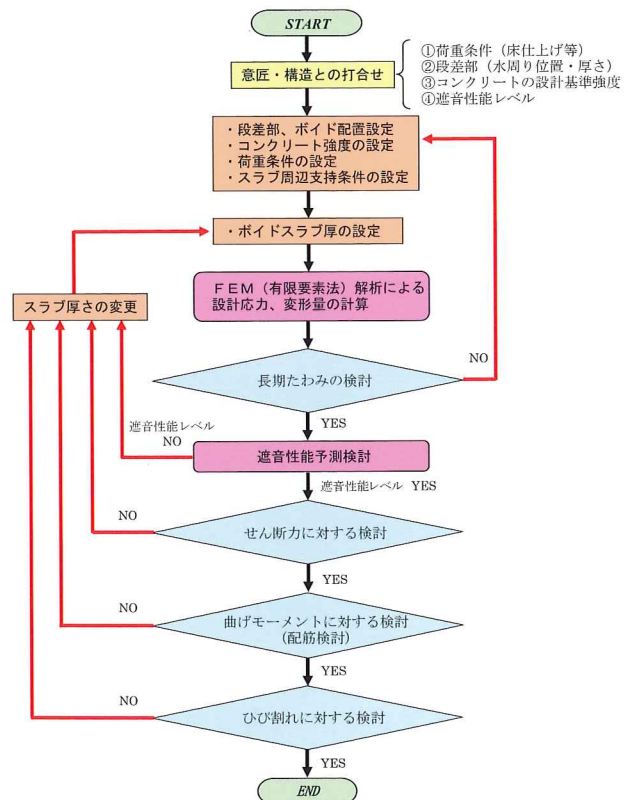 START
意匠・構造との打合せ
①荷重条件（床仕上げ等）
②段差部（水周り位置・厚さ）
③コンクリートの設計基準強度
④遮音性能レベル
・段差部、ボイド配置設定
・コンクリート強度の設定
・荷重条件の設定
・スラブ周辺支持条件の設定
・ボイドスラブ厚の設定
ＦＥＭ（有限要素法）解析による
設計応力、変形量の計算
スラブ厚さの変更
長期たわみの検討
NO
YES
遮音性能レベル
NO
遮音性能予測検討
遮音性能レベル YES
NO
せん断力に対する検討
YES
NO
曲げモーメントに対する検討
(配筋検討)
YES
NO
ひび割れに対する検討
YES
END